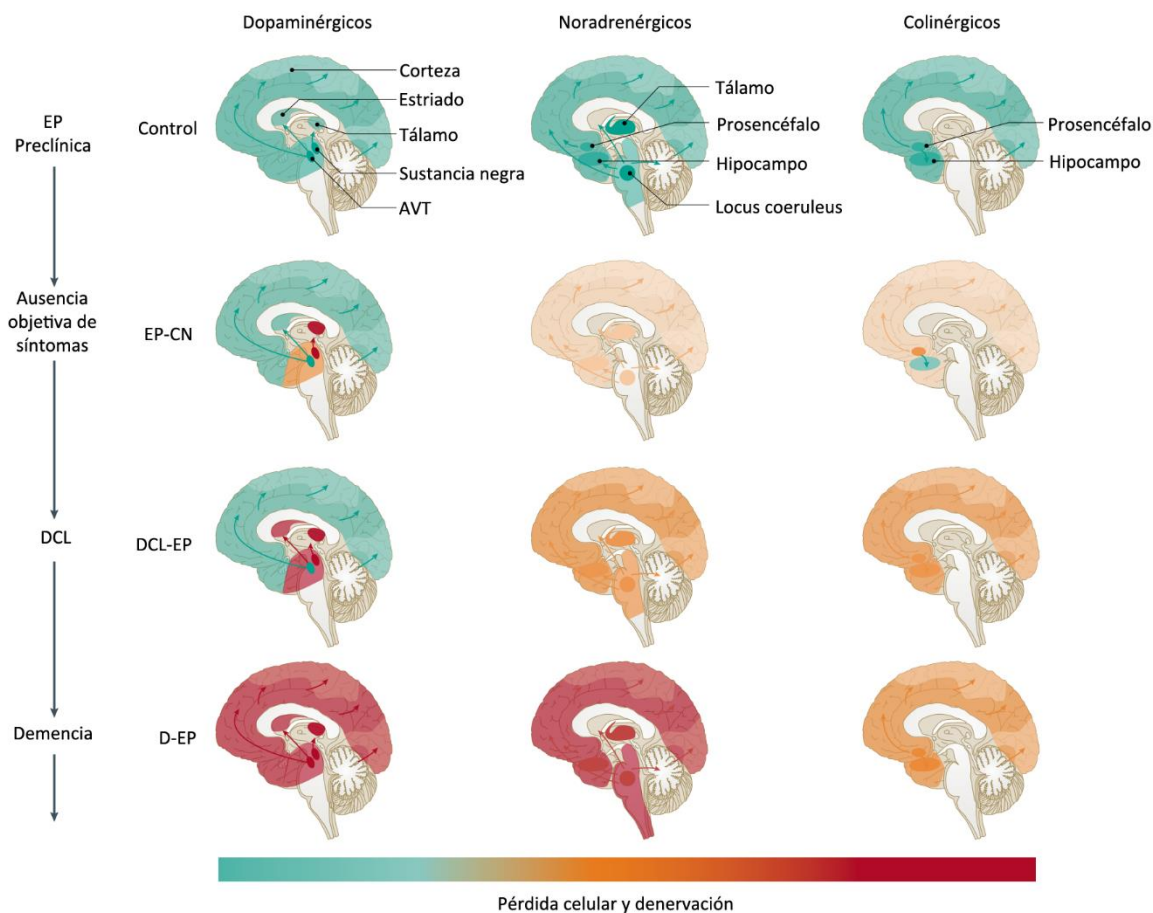 Dopaminérgicos
Noradrenérgicos
Colinérgicos
EP
Preclínica
Control
Corteza
Estriado
Tálamo
Sustancia negra
AVT
Tálamo
Prosencéfalo
Hipocampo
Locus coeruleus
Prosencéfalo
Hipocampo
Ausencia
objetiva de
síntomas
EP-CN
DCL
DCL-EP
Demencia
D-EP
Pérdida celular y denervación